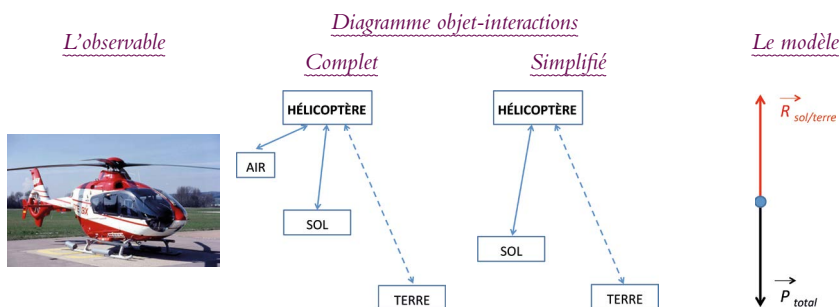 L'observable
Diagramme objet-interactions
Le modèle
Complet
Simplifié
HÉLICOPTÈRE
HÉLICOPTÈRE
AIR
SOL
SOL
TERRE
TERRE
R sol/terre
P total